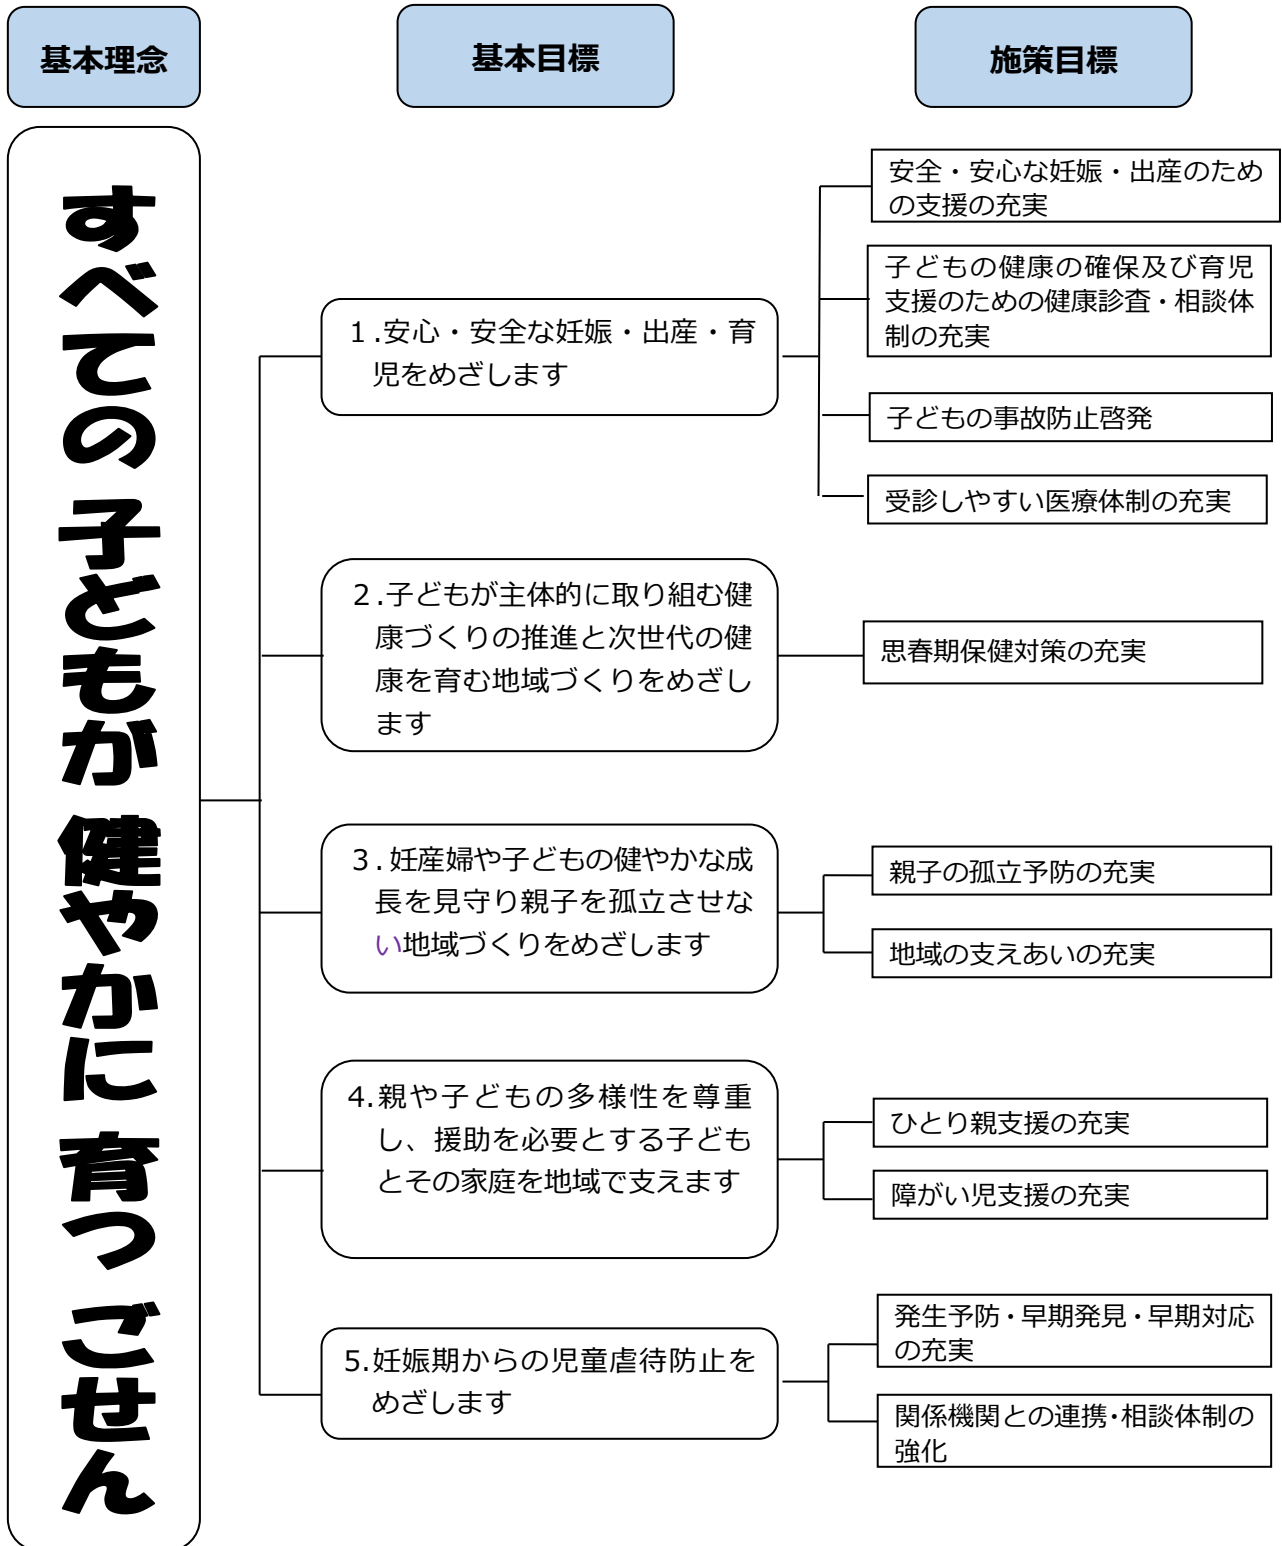 基本理念
基本目標
施策目標
すべての 子どもが 健やかに 育つ ごせん
1.安心・安全な妊娠・出産・育
児をめざします
安全・安心な妊娠・出産のため
の支援の充実
子どもの健康の確保及び育児
支援のための健康診査・相談体
制の充実
子どもの事故防止啓発
受診しやすい医療体制の充実
2.子どもが主体的に取り組む健
康づくりの推進と次世代の健
康を育む地域づくりをめざし
ます
思春期保健対策の充実
3.妊産婦や子どもの健やかな成
長を見守り親子を孤立させな
い地域づくりをめざします
親子の孤立予防の充実
地域の支えあいの充実
4.親や子どもの多様性を尊重
し、援助を必要とする子ども
とその家庭を地域で支えます
ひとり親支援の充実
障がい児支援の充実
5.妊娠期からの児童虐待防止を
めざします
発生予防・早期発見・早期対応
の充実
関係機関との連携・相談体制の
強化